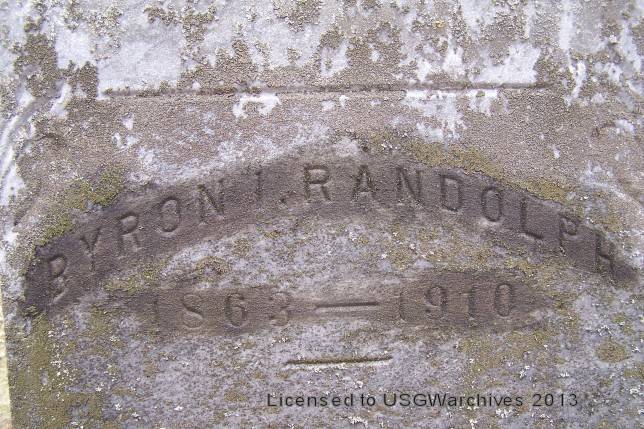 BYRON I. RANDOLPH
1863 — 1910
Licensed to USGWarchives 2013